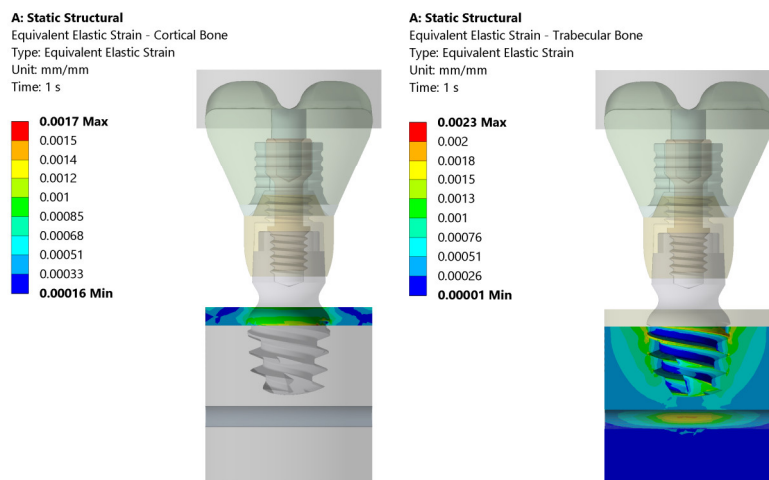 A: Static Structural
Equivalent Elastic Strain - Cortical Bone
Type: Equivalent Elastic Strain
Unit: mm/mm
Time: 1 s
0.0017 Max
0.0015
0.0014
0.0012
0.001
0.00085
0.00068
0.00051
0.00033
0.00016 Min
A: Static Structural
Equivalent Elastic Strain - Trabecular Bone
Type: Equivalent Elastic Strain
Unit: mm/mm
Time: 1 s
0.0023 Max
0.002
0.0018
0.0015
0.0013
0.001
0.00076
0.00051
0.00026
0.00001 Min